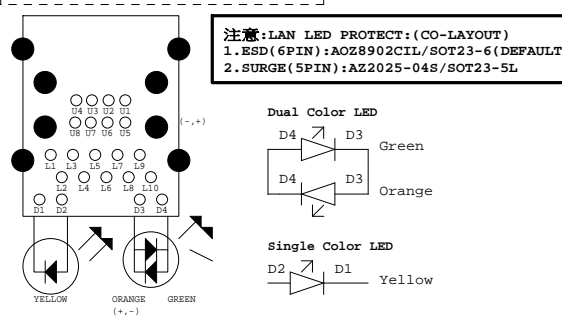 注意:LAN LED PROTECT:(CO-LAYOUT)
1.ESD(6PIN):AOZ8902CIL/SOT23-6(DEFAULT
2.SURGE(5PIN):AZ2025-04S/SOT23-5L
U4 U3 U2 U1
U8 U7 U6 U5
(-,+)
L1 L3 L5 L7 L9
L2 L4 L6 L8 L10
D1 D2 D3 D4
YELLOW ORANGE GREEN
(+,-)
Dual Color LED
D4 D3 Green
D4 D3 Orange
Single Color LED
D2 D1 Yellow